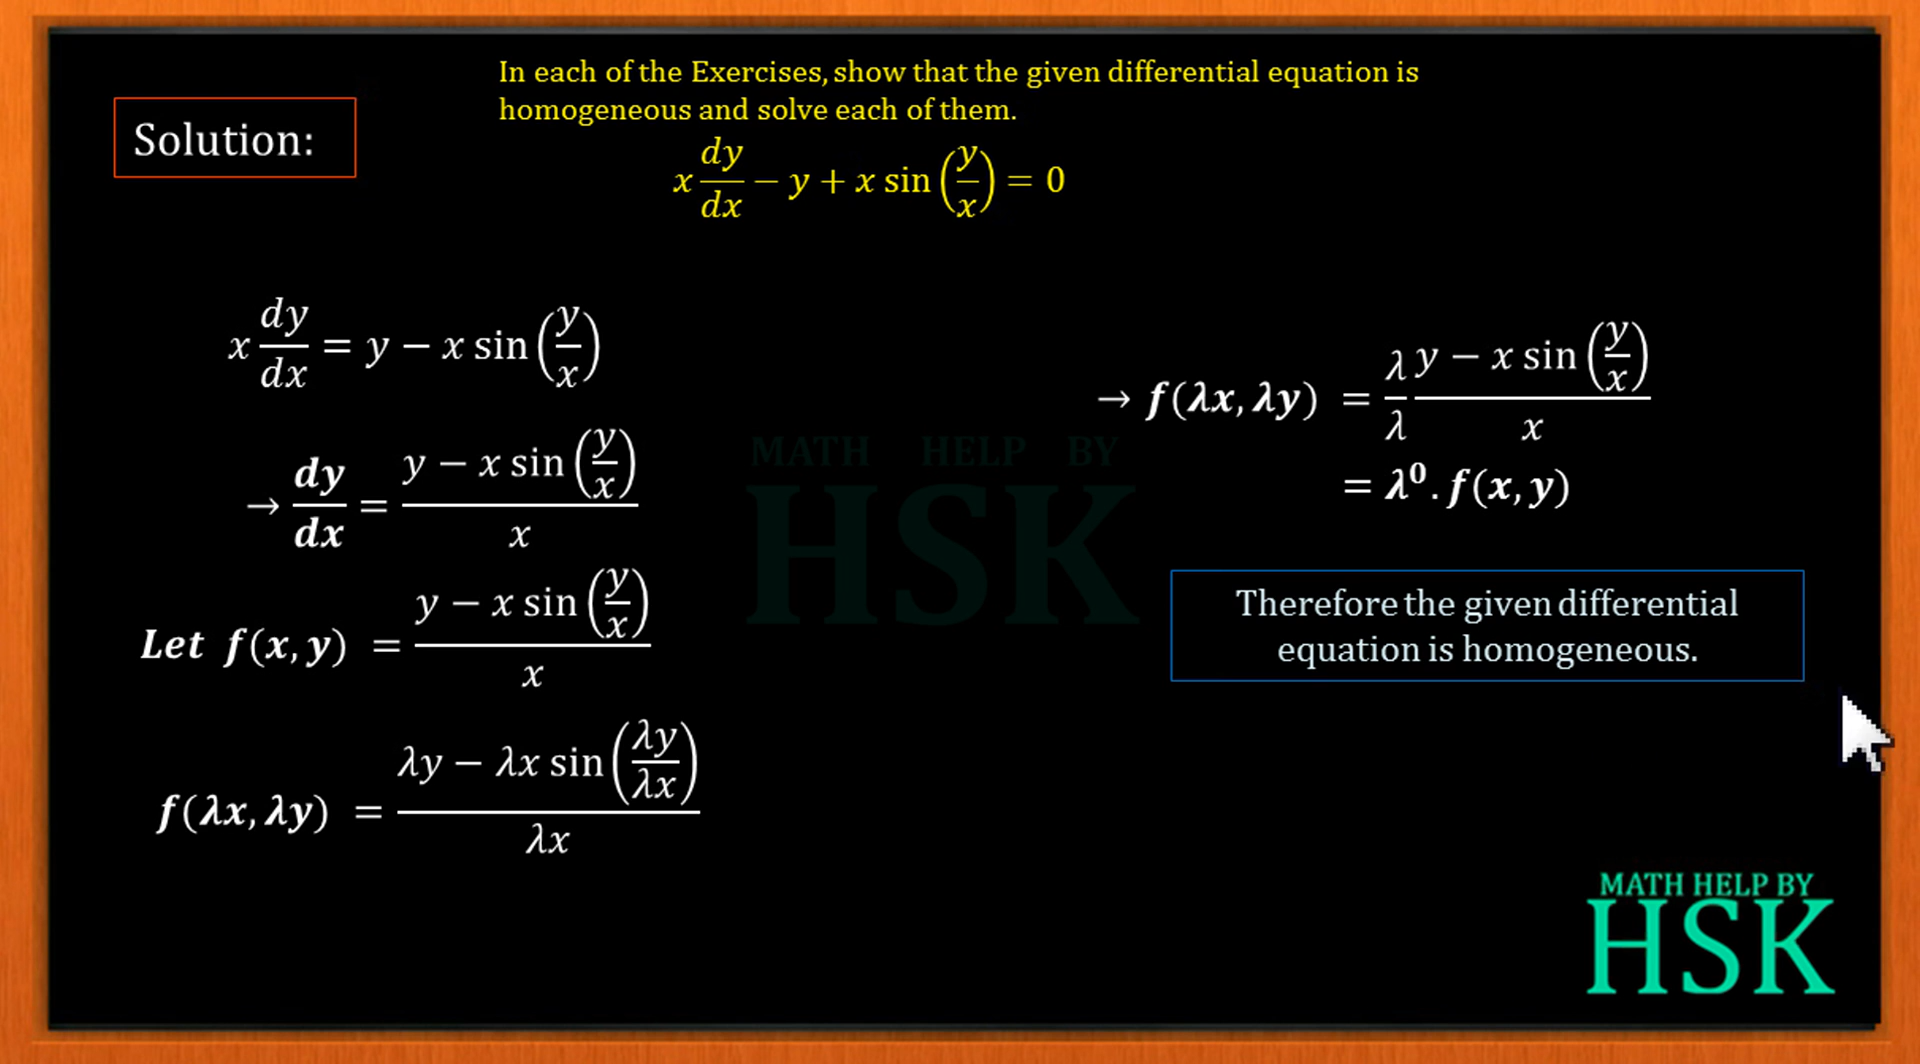 In each of the Exercises, show that the given differential equation is
homogeneous and solve each of them.
Solution:
x dy/dx − y + x sin(y/x) = 0
x dy/dx = y − x sin(y/x)
→ dy/dx = (y − x sin(y/x))/x
Let f(x, y) = (y − x sin(y/x))/x
f(λx, λy) = (λy − λx sin(λy/λx))/λx
→ f(λx, λy) = λ/λ (y − x sin(y/x))/x
= λ⁰. f(x, y)
Therefore the given differential
equation is homogeneous.
MATH HELP BY
HSK
MATH HELP BY
HSK